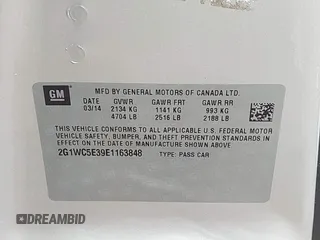 GM
MFD BY GENERAL MOTORS OF CANADA LTD.
DATE GVWR GAWR FRT GAWR RR
03/14 2134 KG 1141 KG 993 KG
4704 LB 2516 LB 2188 LB
THIS VEHICLE CONFORMS TO ALL APPLICABLE U.S. FEDERAL MOTOR
VEHICLE SAFETY, BUMPER, AND THEFT PREVENTION STANDARDS
IN EFFECT ON THE DATE OF MANUFACTURE SHOWN ABOVE.
2G1WC5E39E1163848 TYPE: PASS CAR
DREAMBID